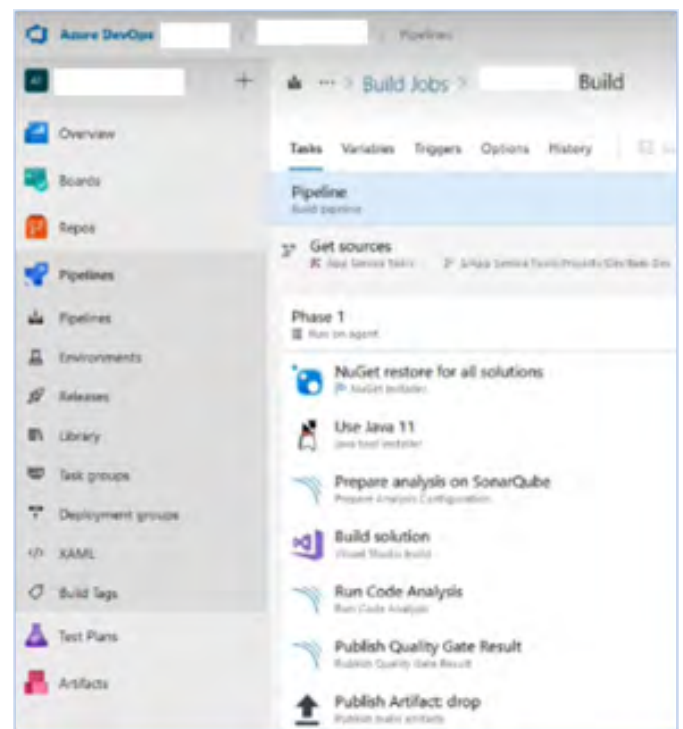 Azure DevOps
Pipelines
Build Jobs > Build
Overview
Boards
Repos
Pipelines
Pipelines
Environments
Releases
Library
Task groups
Deployment groups
XAML
Build Tags
Test Plans
Artifacts
Tasks Variables Triggers Options History
Pipeline
Build pipeline
Get sources
App Service Tasks
Phase 1
Run on agent
NuGet restore for all solutions
NuGet Installer
Use Java 11
Java tool installer
Prepare analysis on SonarQube
Prepare Analysis Configuration
Build solution
Visual Studio build
Run Code Analysis
Run Code Analysis
Publish Quality Gate Result
Publish Quality Gate Result
Publish Artifact: drop
Publish build artifacts